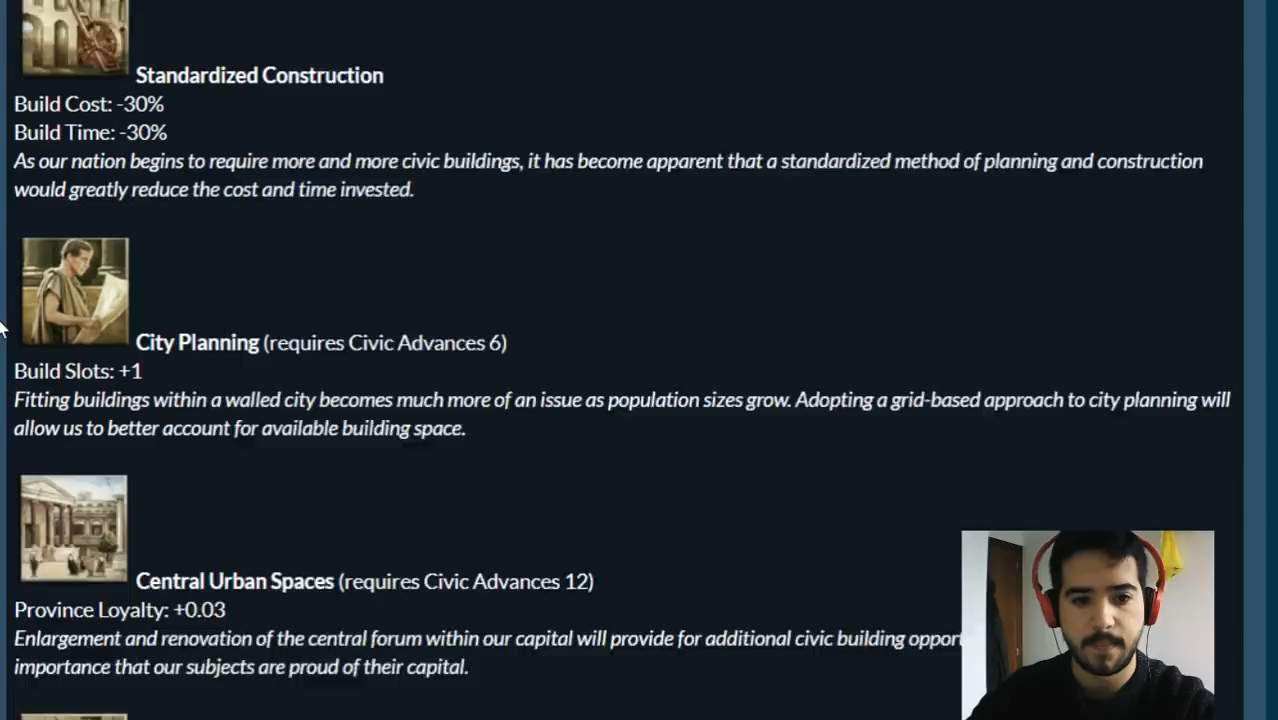 Standardized Construction
Build Cost: -30%
Build Time: -30%
As our nation begins to require more and more civic buildings, it has become apparent that a standardized method of planning and construction
would greatly reduce the cost and time invested.
City Planning (requires Civic Advances 6)
Build Slots: +1
Fitting buildings within a walled city becomes much more of an issue as population sizes grow. Adopting a grid-based approach to city planning will
allow us to better account for available building space.
Central Urban Spaces (requires Civic Advances 12)
Province Loyalty: +0.03
Enlargement and renovation of the central forum within our capital will provide for additional civic building opport
importance that our subjects are proud of their capital.